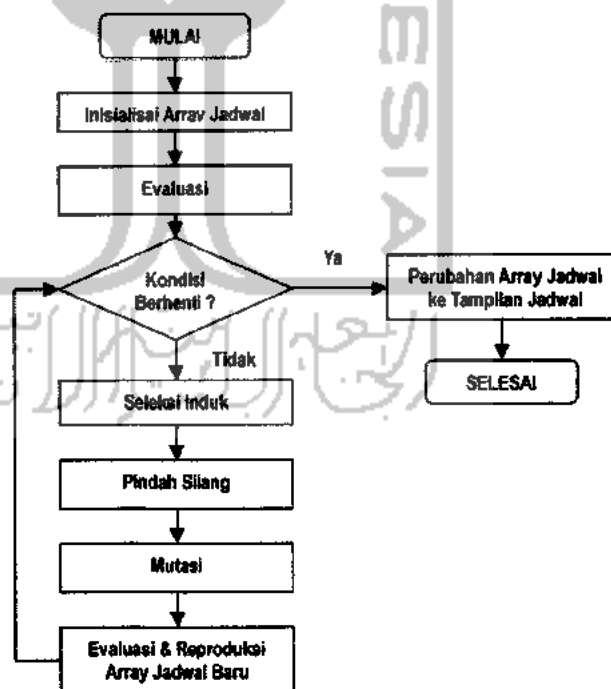 MULAI
Inisialisai Array Jadwal
Evaluasi
Kondisi
Berhenti ?
Ya
Perubahan Array Jadwal
ke Tampilan Jadwal
SELESAI
Tidak
Seleksi Induk
Pindah Silang
Mutasi
Evaluasi & Reproduksi
Array Jadwal Baru
ESIA